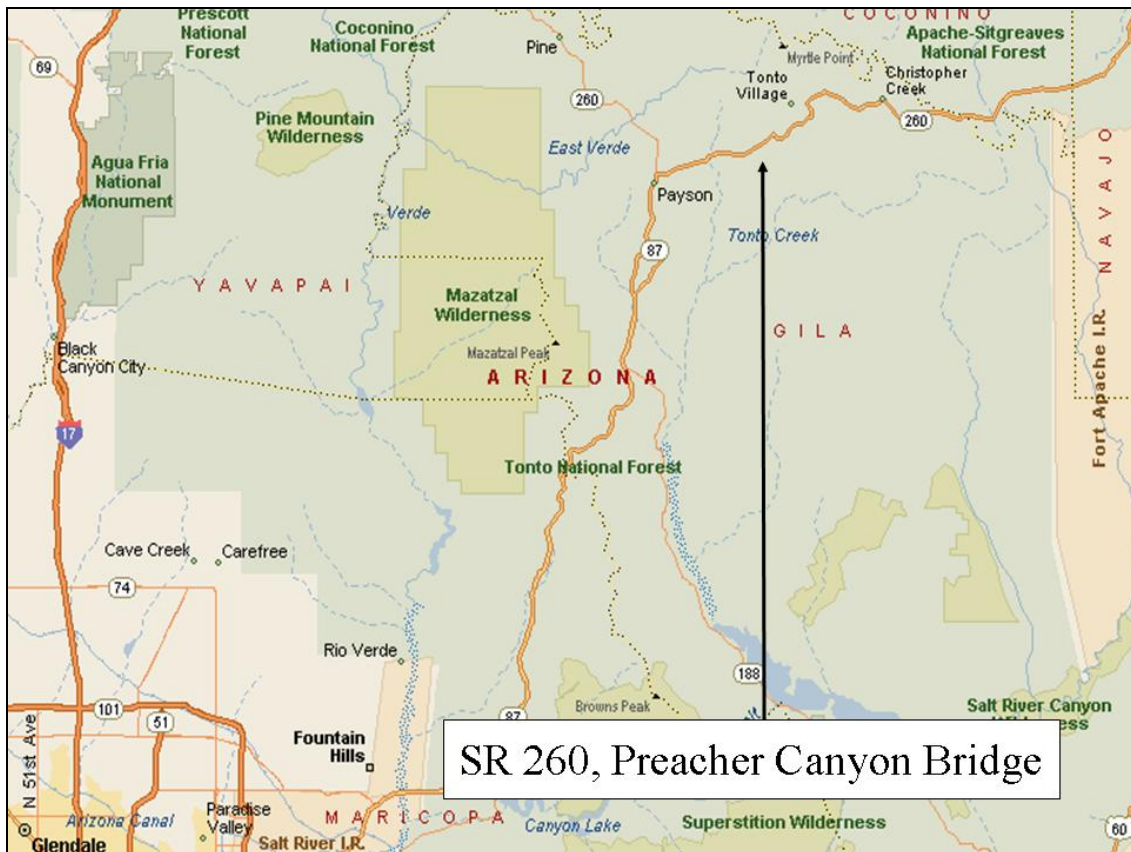 Prescott
National
Forest
Coconino
National Forest
COCONINO
Apache-Sitgreaves
National Forest
69
Pine
Myrtle Point
Christopher
Creek
Tonto
Village
260
260
Pine Mountain
Wilderness
East Verde
Agua Fria
National
Monument
Payson
Verde
Tonto Creek
87
NAVAJO
YAVAPAI
Mazatzal
Wilderness
GILA
Black
Canyon City
Mazatzal Peak
ARIZONA
Fort Apache I.R.
17
Tonto National Forest
Cave Creek
Carefree
74
Rio Verde
188
101
51
87
Browns Peak
Salt River Canyon
Fountain
Hills
SR 260, Preacher Canyon Bridge
N 51st Ave
Paradise
Valley
Arizona Canal
MARICOPA
Canyon Lake
Superstition Wilderness
60
Glendale
Salt River I.R.